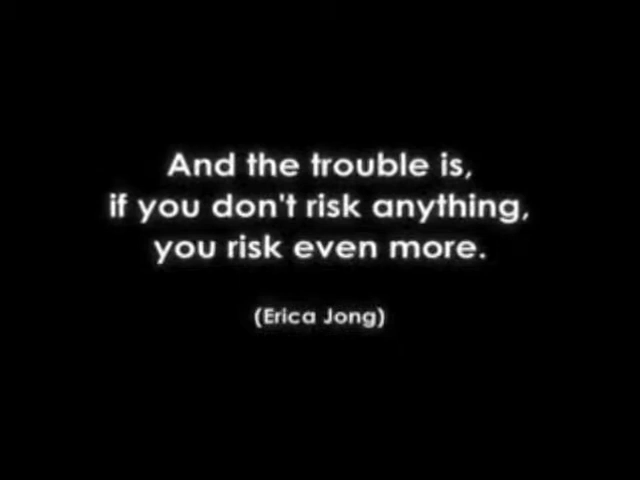 And the trouble is,
if you don't risk anything,
you risk even more.
(Erica Jong)